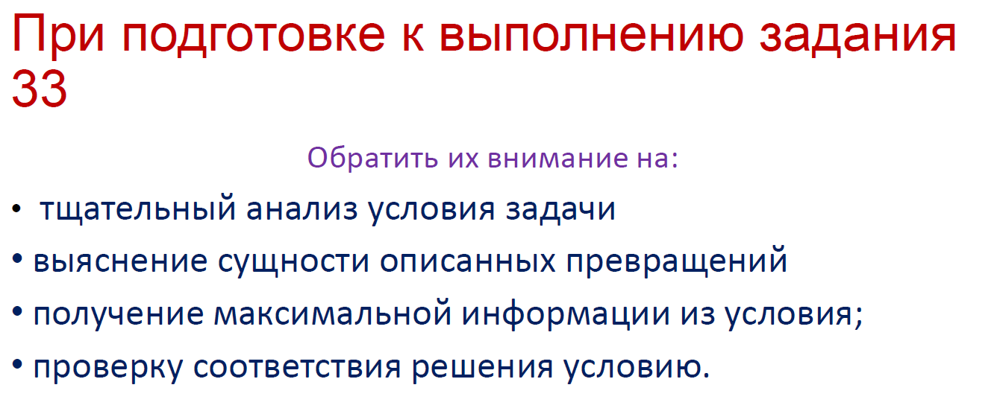 При подготовке к выполнению задания
33
Обратить их внимание на:
• тщательный анализ условия задачи
• выяснение сущности описанных превращений
• получение максимальной информации из условия;
• проверку соответствия решения условию.